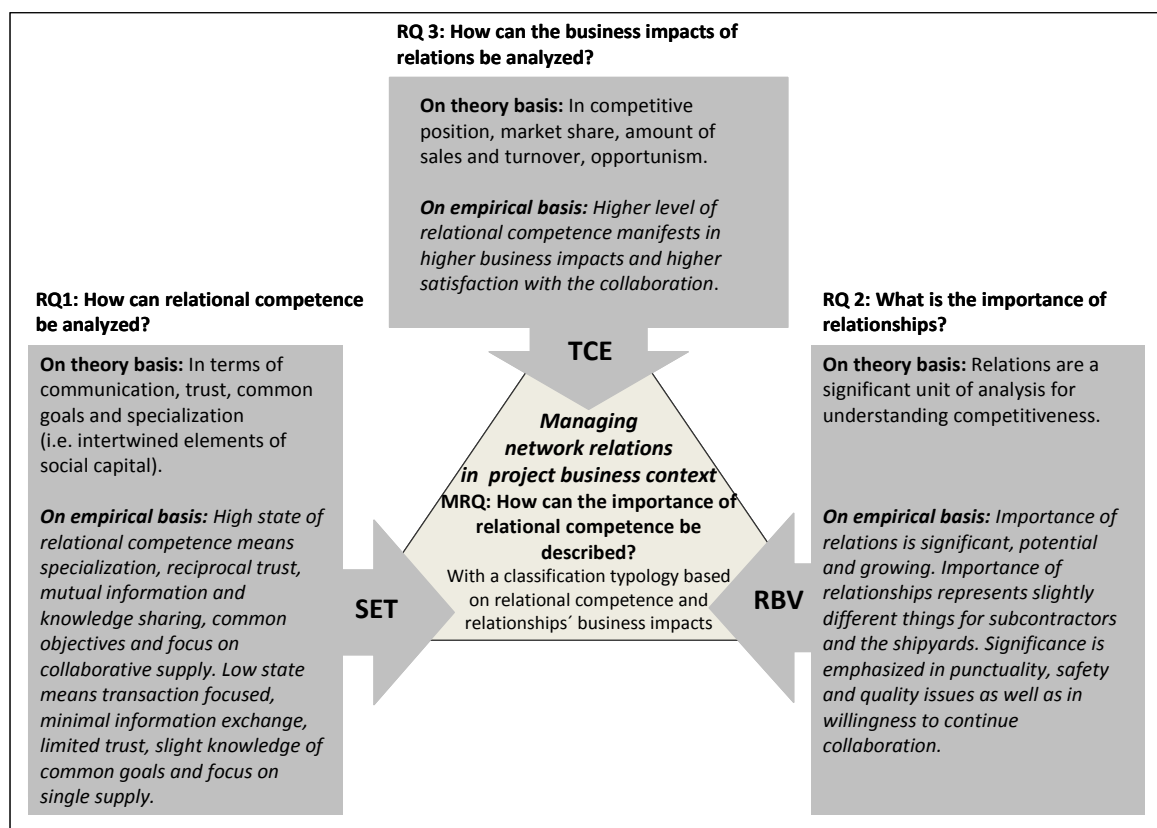 RQ 3: How can the business impacts of
relations be analyzed?
On theory basis: In competitive
position, market share, amount of
sales and turnover, opportunism.
On empirical basis: Higher level of
relational competence manifests in
higher business impacts and higher
satisfaction with the collaboration.
TCE
RQ1: How can relational competence
be analyzed?
On theory basis: In terms of
communication, trust, common
goals and specialization
(i.e. intertwined elements of
social capital).
On empirical basis: High state of
relational competence means
specialization, reciprocal trust,
mutual information and
knowledge sharing, common
objectives and focus on
collaborative supply. Low state
means transaction focused,
minimal information exchange,
limited trust, slight knowledge of
common goals and focus on
single supply.
SET
Managing
network relations
in project business context
MRQ: How can the importance of
relational competence be
described?
With a classification typology based
on relational competence and
relationships´ business impacts
RBV
RQ 2: What is the importance of
relationships?
On theory basis: Relations are a
significant unit of analysis for
understanding competitiveness.
On empirical basis: Importance of
relations is significant, potential
and growing. Importance of
relationships represents slightly
different things for subcontractors
and the shipyards. Significance is
emphasized in punctuality, safety
and quality issues as well as in
willingness to continue
collaboration.